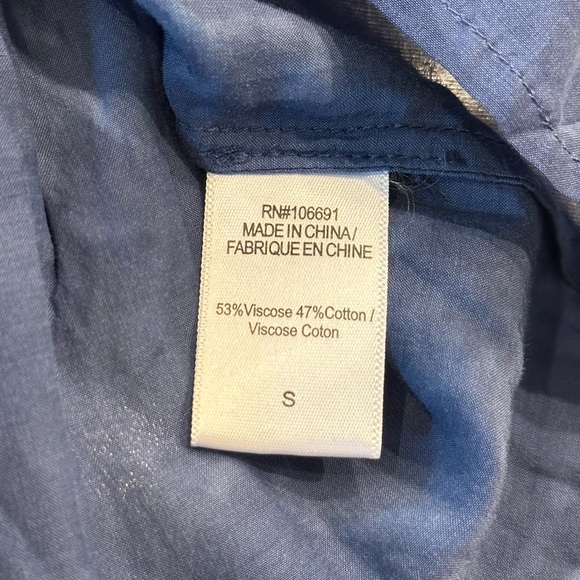 RN#106691
MADE IN CHINA/
FABRIQUE EN CHINE
53%Viscose 47%Cotton /
Viscose Coton
S